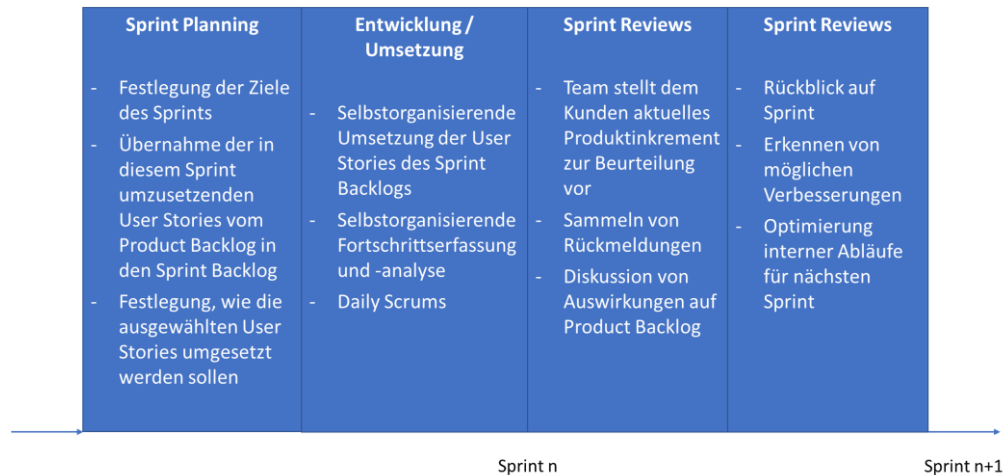 Sprint Planning
- Festlegung der Ziele
des Sprints
- Übernahme der in
diesem Sprint
umzusetzenden
User Stories vom
Product Backlog in
den Sprint Backlog
- Festlegung, wie die
ausgewählten User
Stories umgesetzt
werden sollen
Entwicklung /
Umsetzung
- Selbstorganisierende
Umsetzung der User
Stories des Sprint
Backlogs
- Selbstorganisierende
Fortschrittserfassung
und -analyse
- Daily Scrums
Sprint Reviews
- Team stellt dem
Kunden aktuelles
Produktinkrement
zur Beurteilung
vor
- Sammeln von
Rückmeldungen
- Diskussion von
Auswirkungen auf
Product Backlog
Sprint Reviews
- Rückblick auf
Sprint
- Erkennen von
möglichen
Verbesserungen
- Optimierung
interner Abläufe
für nächsten
Sprint
Sprint n
Sprint n+1